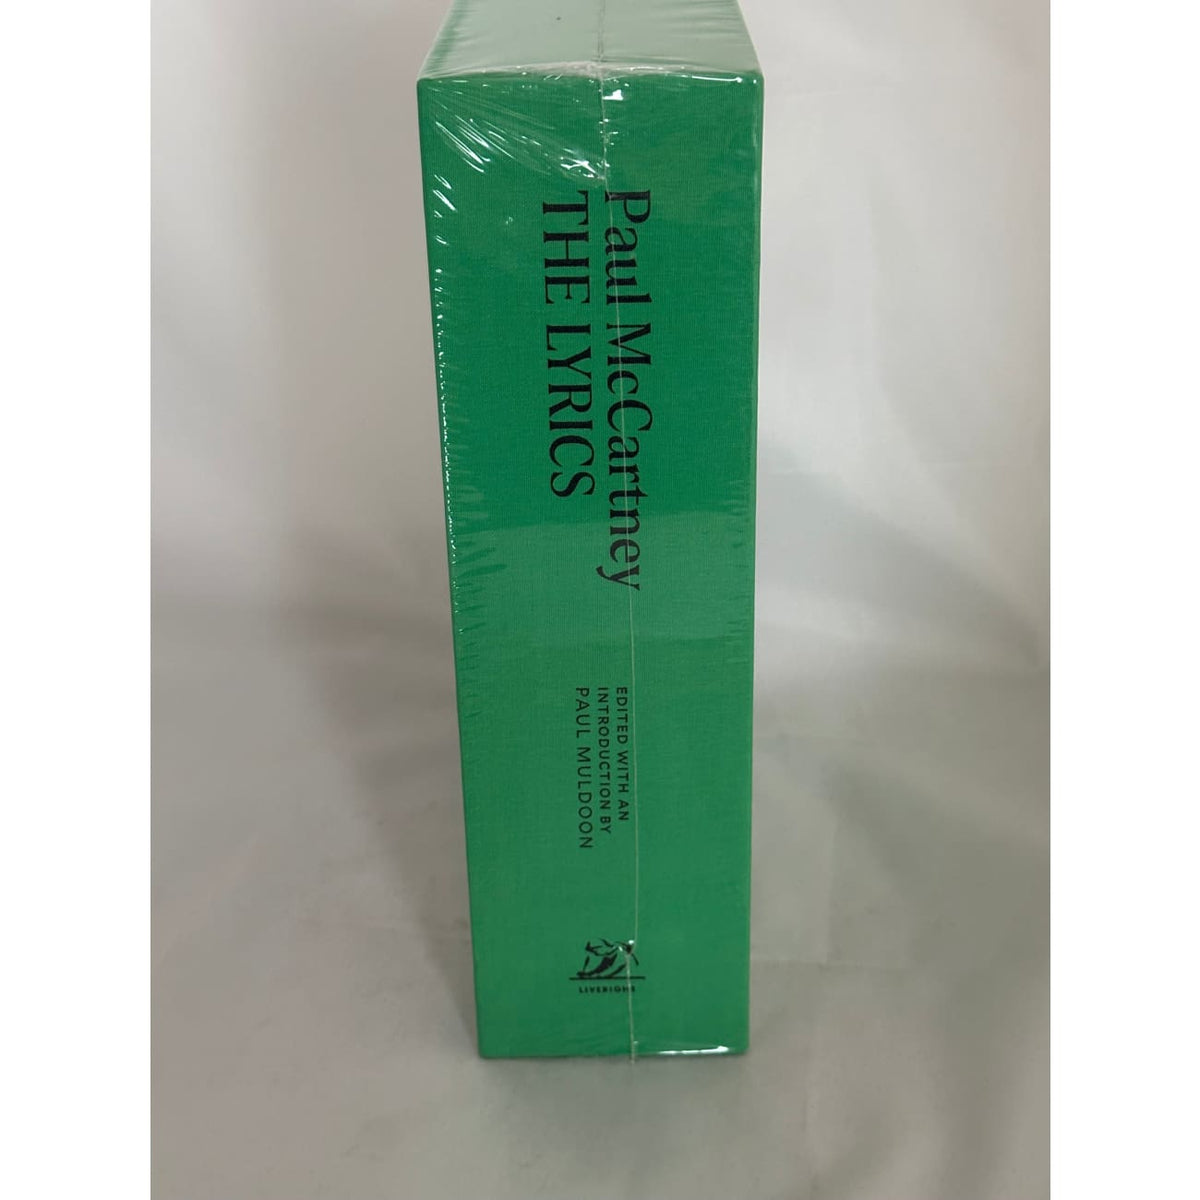 Paul McCartney
THE LYRICS
EDITED WITH AN
INTRODUCTION BY
PAUL MULDOON
LIVERIGHT